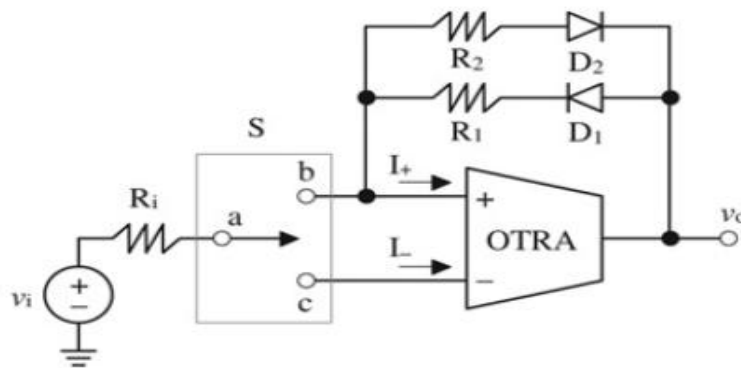 R2 D2
S R1 D1
b I+
Ri a + OTRA vo
I−
+ vi − c −